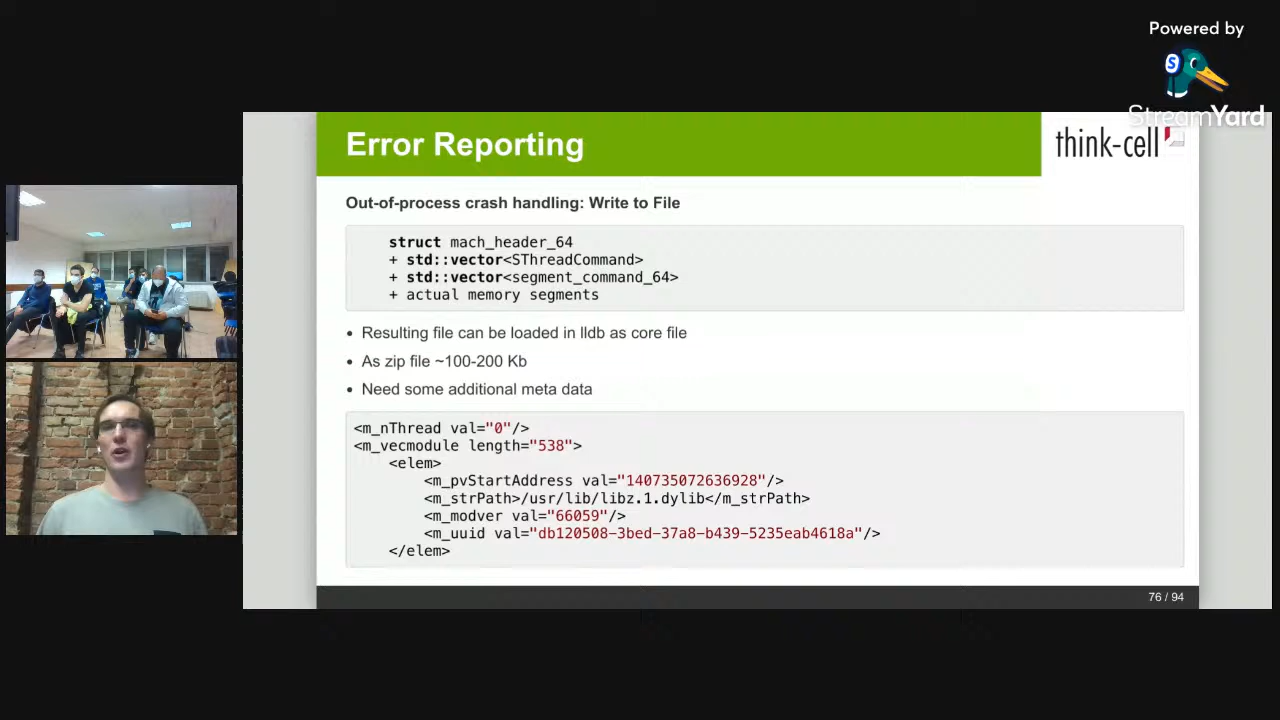 Powered by
S
StreamYard
Error Reporting
think-cell
Out-of-process crash handling: Write to File
struct mach_header_64
+ std::vector<SThreadCommand>
+ std::vector<segment_command_64>
+ actual memory segments
• Resulting file can be loaded in lldb as core file
• As zip file ~100-200 Kb
• Need some additional meta data
<m_nThread val="0"/>
<m_vecmodule length="538">
<elem>
<m_pvStartAddress val="140735072636928"/>
<m_strPath>/usr/lib/libz.1.dylib</m_strPath>
<m_modver val="66059"/>
<m_uuid val="db120508-3bed-37a8-b439-5235eab4618a"/>
</elem>
76 / 94